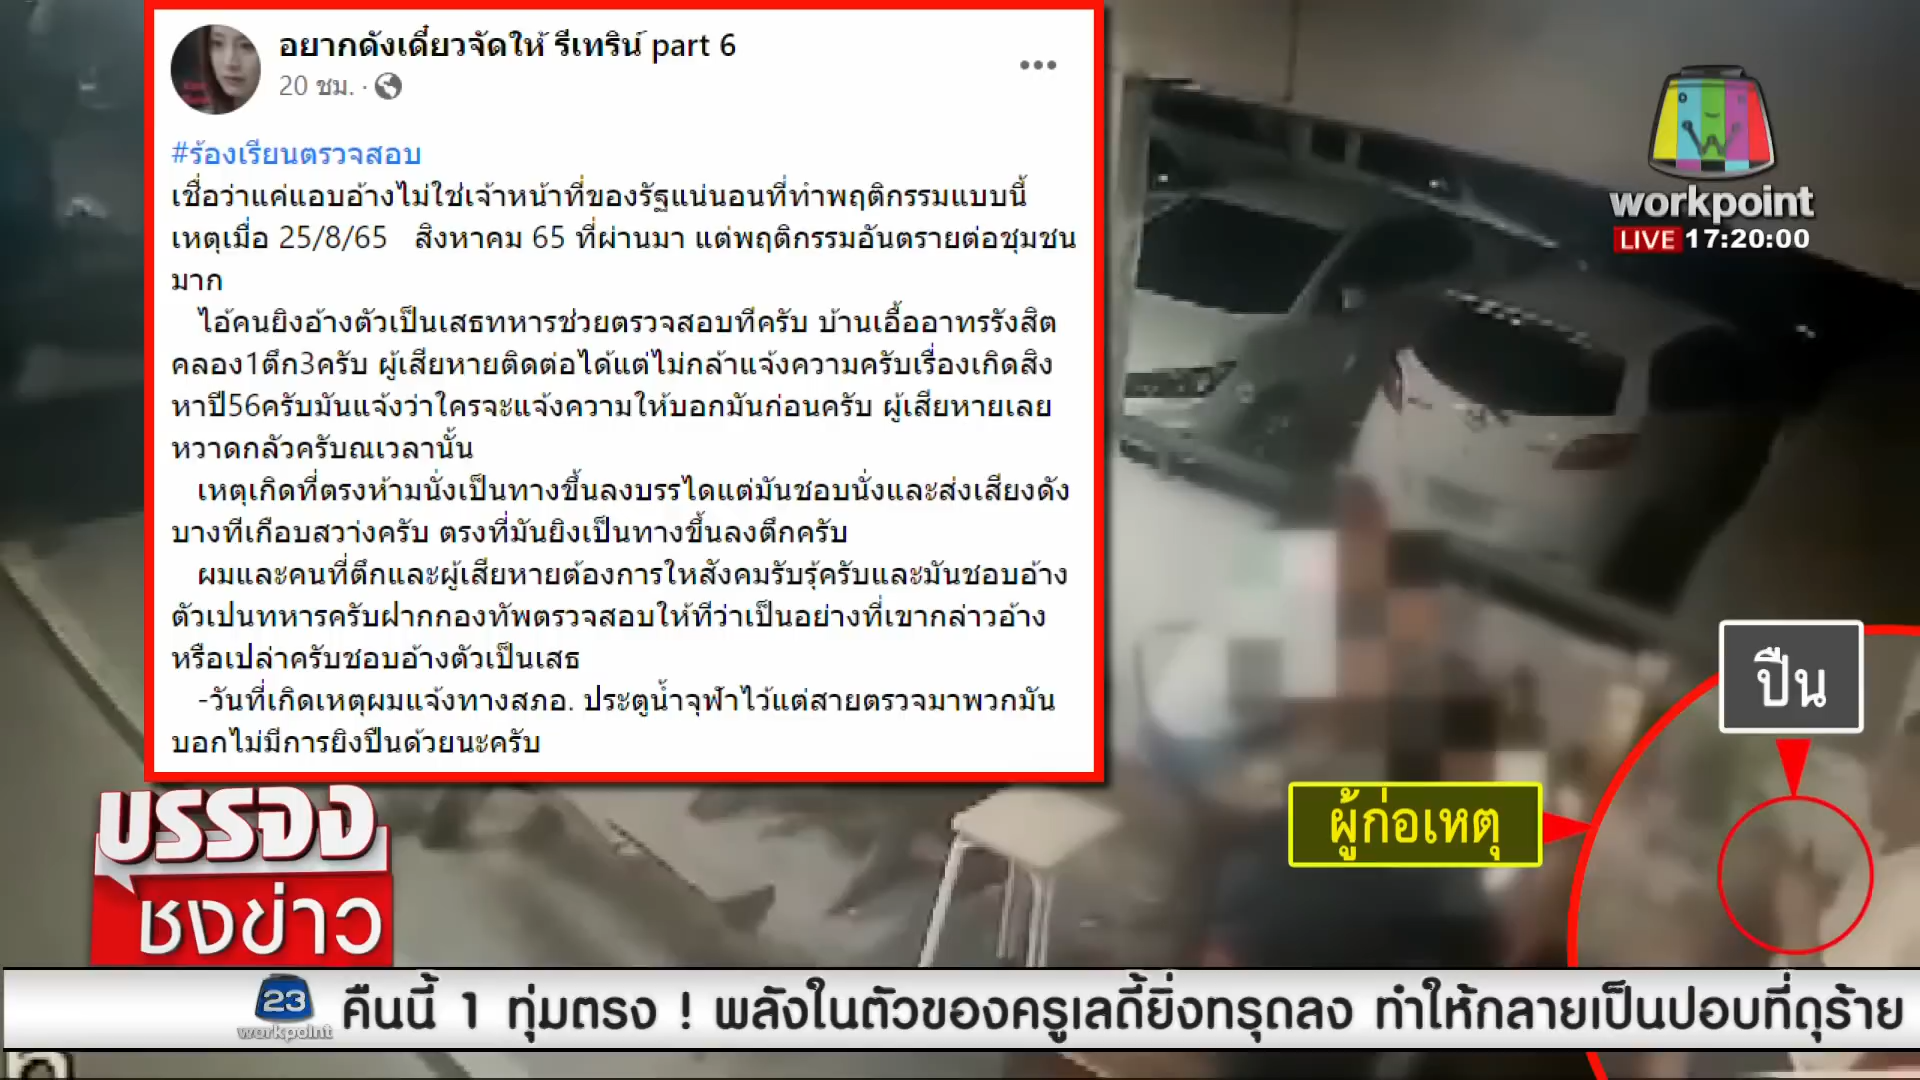 อยากดังเดี๋ยวจัดให้ รีเทริน์ part 6
20 ชม. ·
#ร้องเรียนตรวจสอบ
เชื่อว่าแค่แอบอ้างไม่ใช่เจ้าหน้าที่ของรัฐแน่นอนที่ทำพฤติกรรมแบบนี้
เหตุเมื่อ 25/8/65 สิงหาคม 65 ที่ผ่านมา แต่พฤติกรรมอันตรายต่อชุมชน
มาก
ไอ้คนยิงอ้างตัวเป็นเสธทหารช่วยตรวจสอบทีครับ บ้านเอื้ออาทรรังสิต
คลอง1ตึก3ครับ ผู้เสียหายติดต่อได้แต่ไม่กล้าแจ้งความครับเรื่องเกิดสิง
หาปี56ครับมันแจ้งว่าใครจะแจ้งความให้บอกมันก่อนครับ ผู้เสียหายเลย
หวาดกลัวครับณเวลานั้น
เหตุเกิดที่ตรงห้ามนั่งเป็นทางขึ้นลงบรรไดแต่มันชอบนั่งและส่งเสียงดัง
บางทีเกือบสวา่งครับ ตรงที่มันยิงเป็นทางขึ้นลงตึกครับ
ผมและคนที่ตึกและผู้เสียหายต้องการใหสังคมรับรุ้ครับและมันชอบอ้าง
ตัวเปนทหารครับฝากกองทัพตรวจสอบให้ทีว่าเป็นอย่างที่เขากล่าวอ้าง
หรือเปล่าครับชอบอ้างตัวเป็นเสธ
-วันที่เกิดเหตุผมแจ้งทางสภอ. ประตูน้ำจุฬาไว้แต่สายตรวจมาพวกมัน
บอกไม่มีการยิงปืนด้วยนะครับ
workpoint
LIVE 17:20:00
ปืน
ผู้ก่อเหตุ
บรรจง
ชงข่าว
23
workpoint
คืนนี้ 1 ทุ่มตรง ! พลังในตัวของครูเลดี้ยิ่งทรุดลง ทำให้กลายเป็นปอบที่ดุร้าย